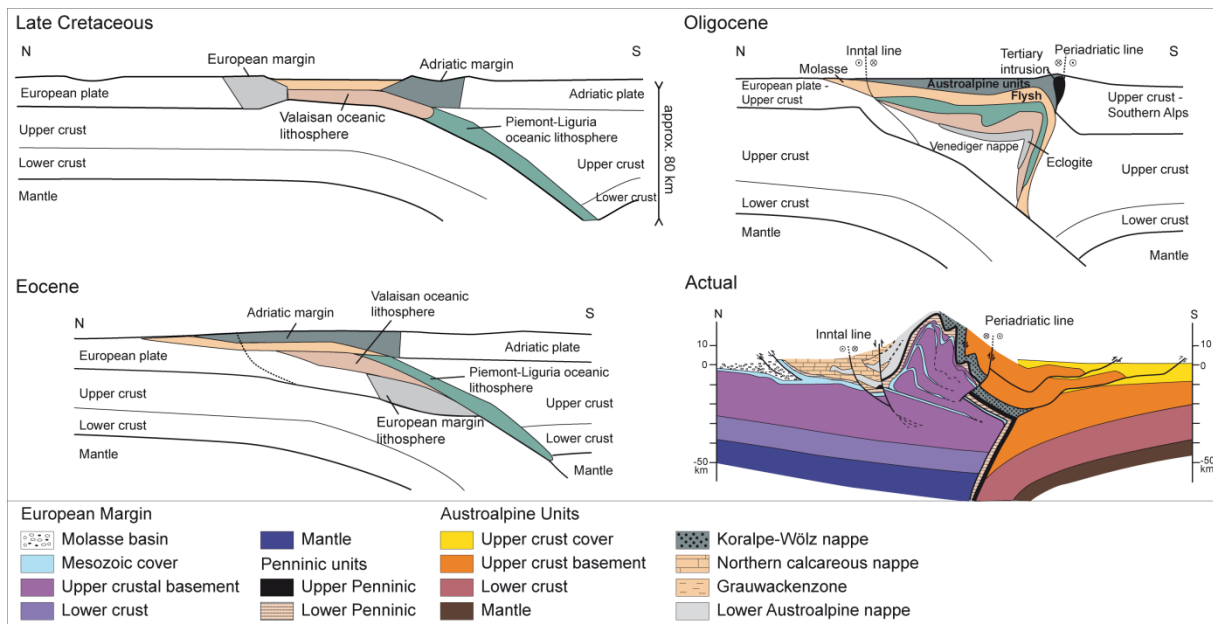 Late Cretaceous
N
S
European margin
Adriatic margin
European plate
Adriatic plate
Valaisan oceanic
lithosphere
Piemont-Liguria
oceanic lithosphere
Upper crust
Upper crust
Lower crust
Lower crust
Mantle
approx. 80 km
Oligocene
N
S
Inntal line
Tertiary
intrusion
Periadriatic line
Molasse
European plate -
Upper crust
Austroalpine units
Flysh
Upper crust -
Southern Alps
Venediger nappe
Eclogite
Upper crust
Upper crust
Lower crust
Lower crust
Mantle
Mantle
Eocene
N
S
Valaisan oceanic
lithosphere
Adriatic margin
European plate
Adriatic plate
Piemont-Liguria oceanic
lithosphere
Upper crust
Upper crust
European margin
lithosphere
Lower crust
Lower crust
Mantle
Mantle
Actual
N
S
Inntal line
Periadriatic line
10
0
-10
-50
km
10
0
-10
-50
km
European Margin
Molasse basin
Mesozoic cover
Upper crustal basement
Lower crust
Mantle
Penninic units
Upper Penninic
Lower Penninic
Austroalpine Units
Upper crust cover
Upper crust basement
Lower crust
Mantle
Koralpe-Wölz nappe
Northern calcareous nappe
Grauwackenzone
Lower Austroalpine nappe